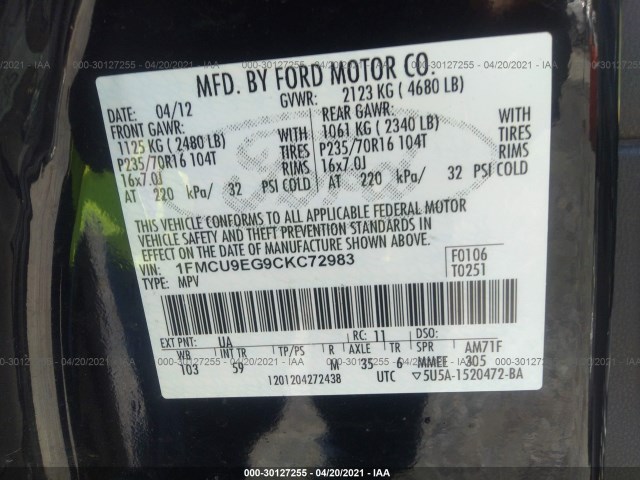 000-30127255 - 04/20/2021 - IAA
MFD. BY FORD MOTOR CO.
DATE: 04/12 GVWR: 2123 KG ( 4680 LB)
FRONT GAWR: REAR GAWR:
1125 KG ( 2480 LB) WITH 1061 KG ( 2340 LB) WITH
P235/70R16 104T TIRES P235/70R16 104T TIRES
16x7.0J RIMS 16x7.0J RIMS
AT 220 kPa/ 32 PSI COLD AT 220 kPa/ 32 PSI COLD
THIS VEHICLE CONFORMS TO ALL APPLICABLE FEDERAL MOTOR
VEHICLE SAFETY AND THEFT PREVENTION STANDARDS IN
EFFECT ON THE DATE OF MANUFACTURE SHOWN ABOVE.
VIN: 1FMCU9EG9CKC72983 F0106
TYPE: MPV T0251
EXT PNT: UA RC: 11 DSO:
WB INT TR TP/PS R AXLE TR SPR AM71F
103 59 M 35 6 MMEE 305
1201204272438 UTC ▽5U5A-1520472-BA
000-30127255 - 04/20/2021 - IAA